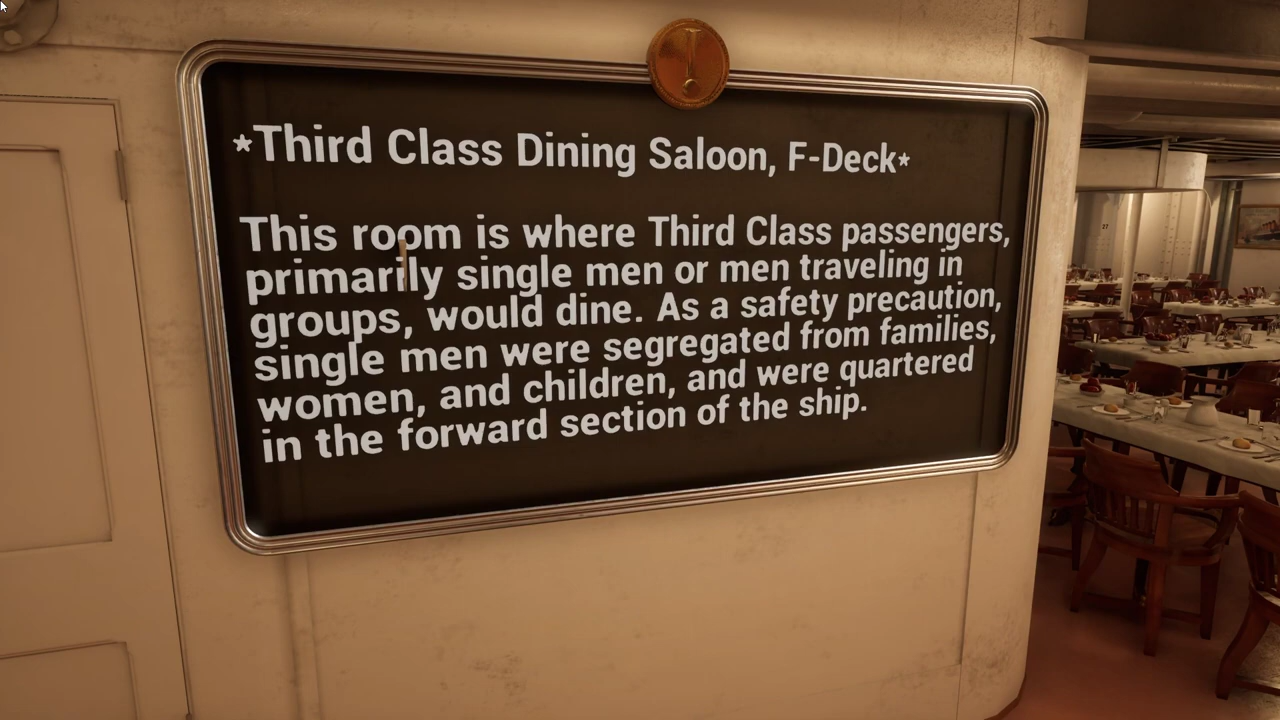 *Third Class Dining Saloon, F-Deck*
This room is where Third Class passengers,
primarily single men or men traveling in
groups, would dine. As a safety precaution,
single men were segregated from families,
women, and children, and were quartered
in the forward section of the ship.
27